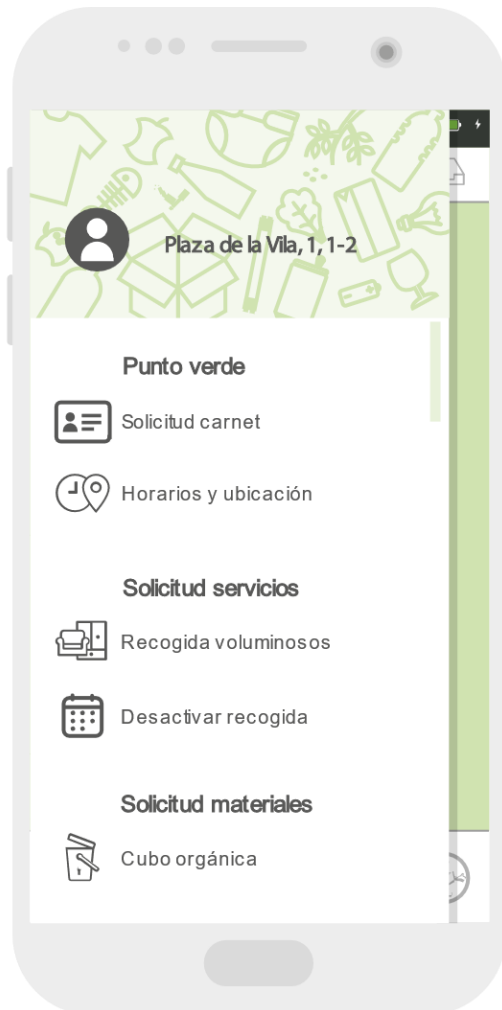 Plaza de la Vila, 1, 1-2
Punto verde
Solicitud carnet
Horarios y ubicación
Solicitud servicios
Recogida voluminosos
Desactivar recogida
Solicitud materiales
Cubo orgánica